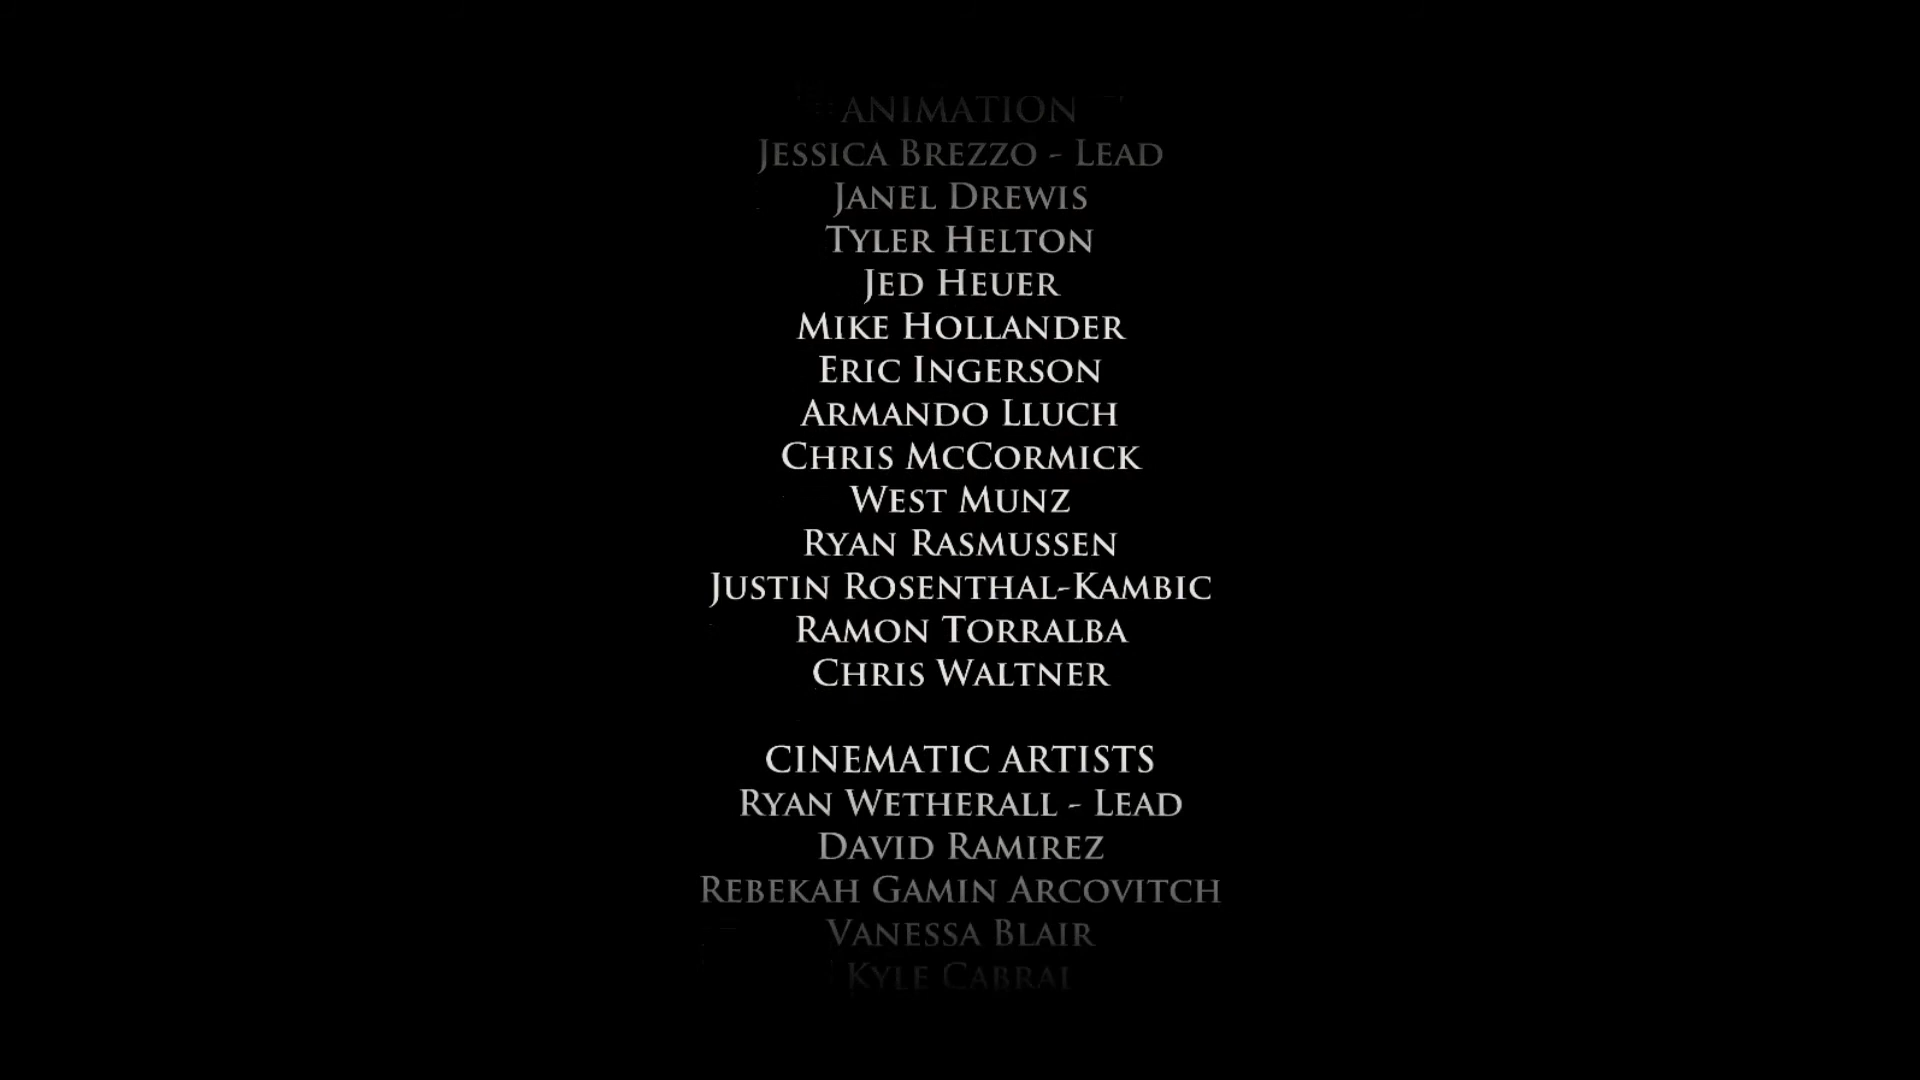 ANIMATION
Jessica Brezzo - Lead
Janel Drewis
Tyler Helton
Jed Heuer
Mike Hollander
Eric Ingerson
Armando Lluch
Chris McCormick
West Munz
Ryan Rasmussen
Justin Rosenthal-Kambic
Ramon Torralba
Chris Waltner
CINEMATIC ARTISTS
Ryan Wetherall - Lead
David Ramirez
Rebekah Gamin Arcovitch
Vanessa Blair
Kyle Cabral